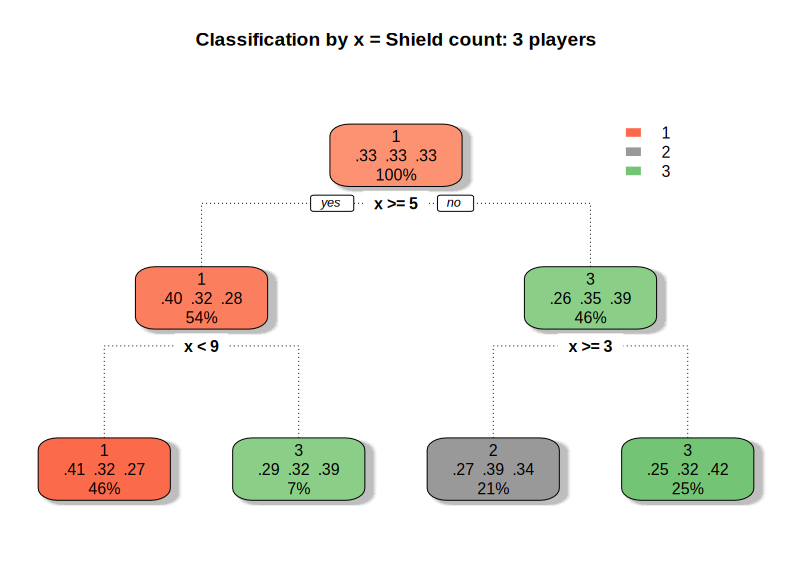 Classification by x = Shield count: 3 players
1
.33 .33 .33
100%
1
2
3
yes x >= 5 no
1
.40 .32 .28
54%
3
.26 .35 .39
46%
x < 9
x >= 3
1
.41 .32 .27
46%
3
.29 .32 .39
7%
2
.27 .39 .34
21%
3
.25 .32 .42
25%